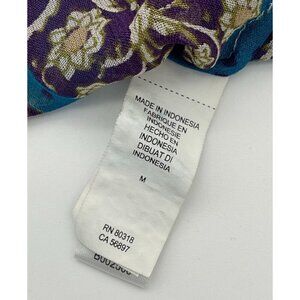 MADE IN INDONESIA
FABRIQUE EN
INDONESIE
HECHO EN
INDONESIA
DIBUAT DI
INDONESIA
M
RN 80318
CA 56897